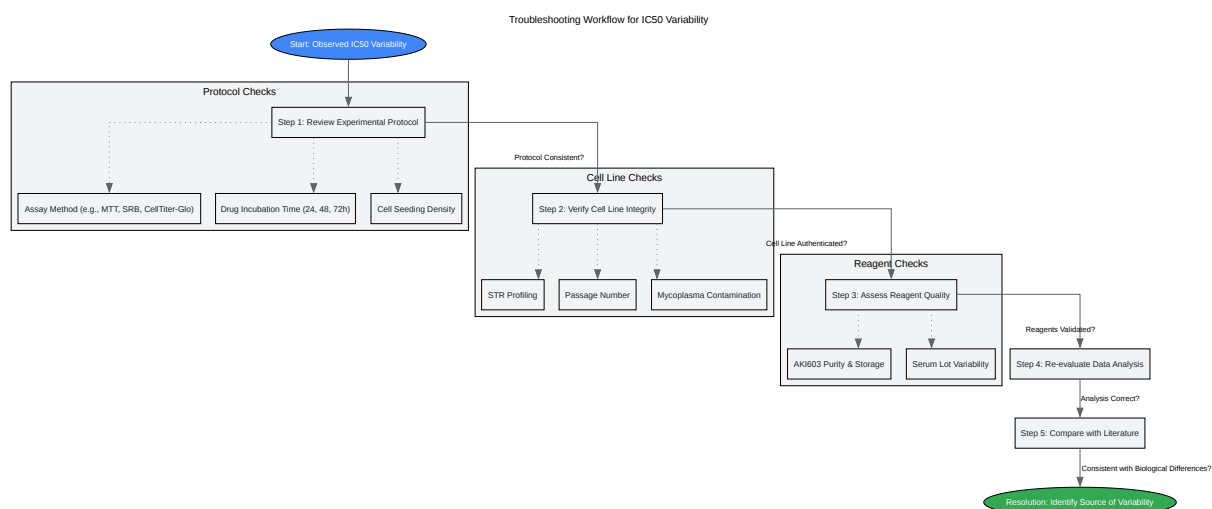 Troubleshooting Workflow for IC50 Variability
Start: Observed IC50 Variability
Protocol Checks
Step 1: Review Experimental Protocol
Protocol Consistent?
Assay Method (e.g., MTT, SRB, CellTiter-Glo)
Drug Incubation Time (24, 48, 72h)
Cell Seeding Density
Cell Line Checks
Step 2: Verify Cell Line Integrity
Cell Line Authenticated?
STR Profiling
Passage Number
Mycoplasma Contamination
Reagent Checks
Step 3: Assess Reagent Quality
Reagents Validated?
AKI603 Purity & Storage
Serum Lot Variability
Step 4: Re-evaluate Data Analysis
Analysis Correct?
Step 5: Compare with Literature
Consistent with Biological Differences?
Resolution: Identify Source of Variability